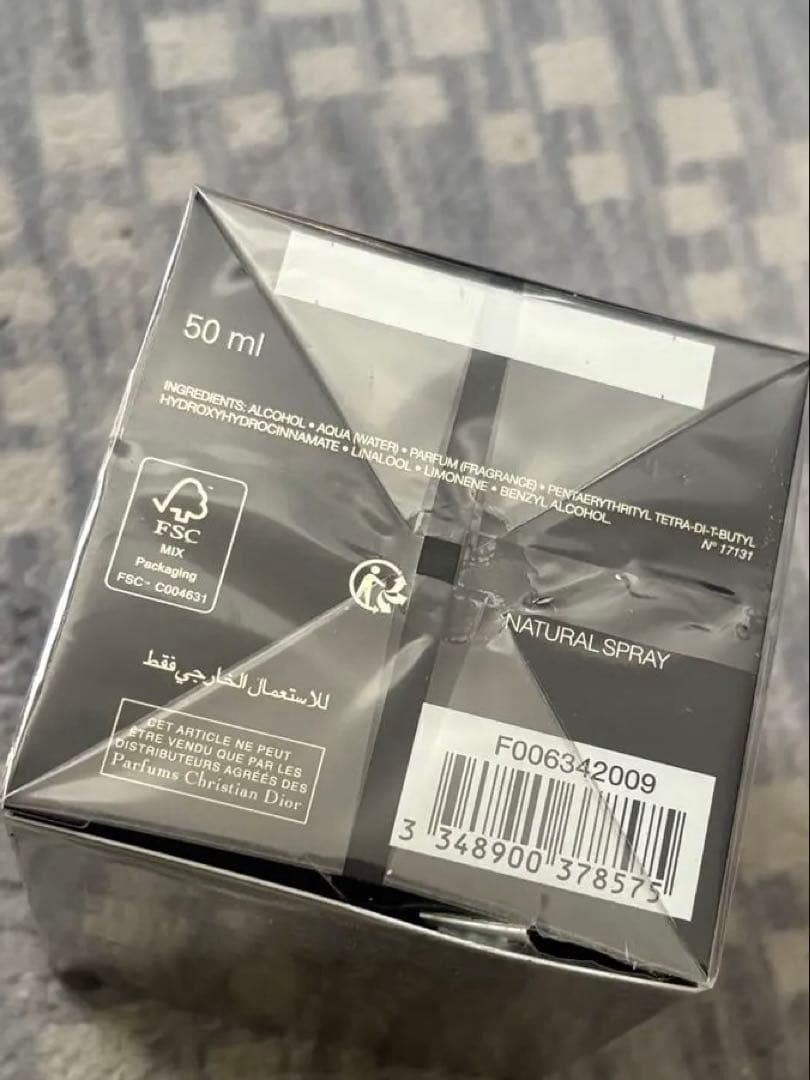 50 ml
INGREDIENTS: ALCOHOL • AQUA (WATER) • PARFUM (FRAGRANCE) • PENTAERYTHRITYL TETRA-DI-T-BUTYL
HYDROXYHYDROCINNAMATE • LINALOOL • LIMONENE • BENZYL ALCOHOL.
N° 17131
FSC™
MIX
Packaging
FSC™ C004631
NATURAL SPRAY
للاستعمال الخارجي فقط
CET ARTICLE NE PEUT
ÊTRE VENDU QUE PAR LES
DISTRIBUTEURS AGRÉÉS DES
Parfums Christian Dior
F006342009
3 348900 378575